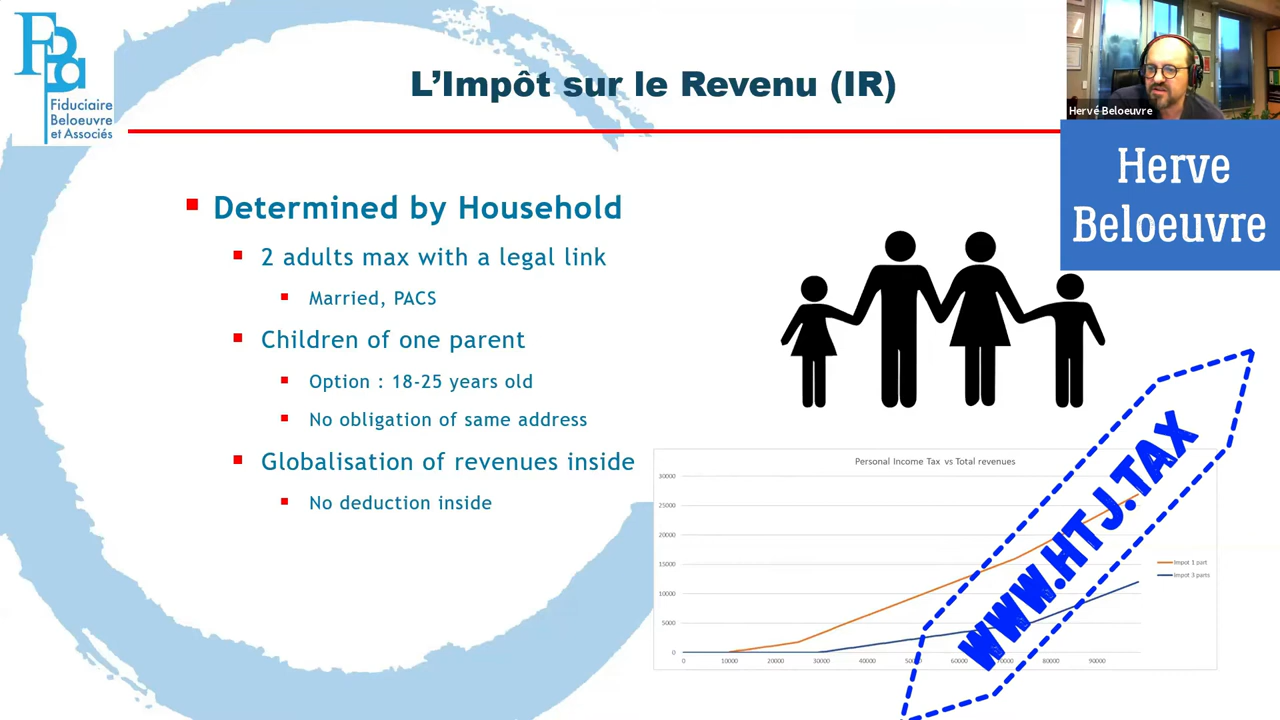 Fpa
Fiduciaire
Beloeuvre
et Associés
L'Impôt sur le Revenu (IR)
Hervé Beloeuvre
Herve
Beloeuvre
Determined by Household
2 adults max with a legal link
Married, PACS
Children of one parent
Option : 18-25 years old
No obligation of same address
Globalisation of revenues inside
No deduction inside
Personal Income Tax vs Total revenues
30000
25000
20000
15000
10000
5000
0
0 10000 20000 30000 40000 50000 60000 70000 80000 90000
Impot 1 part
Impot 3 parts
WWW.HTJ.TAX